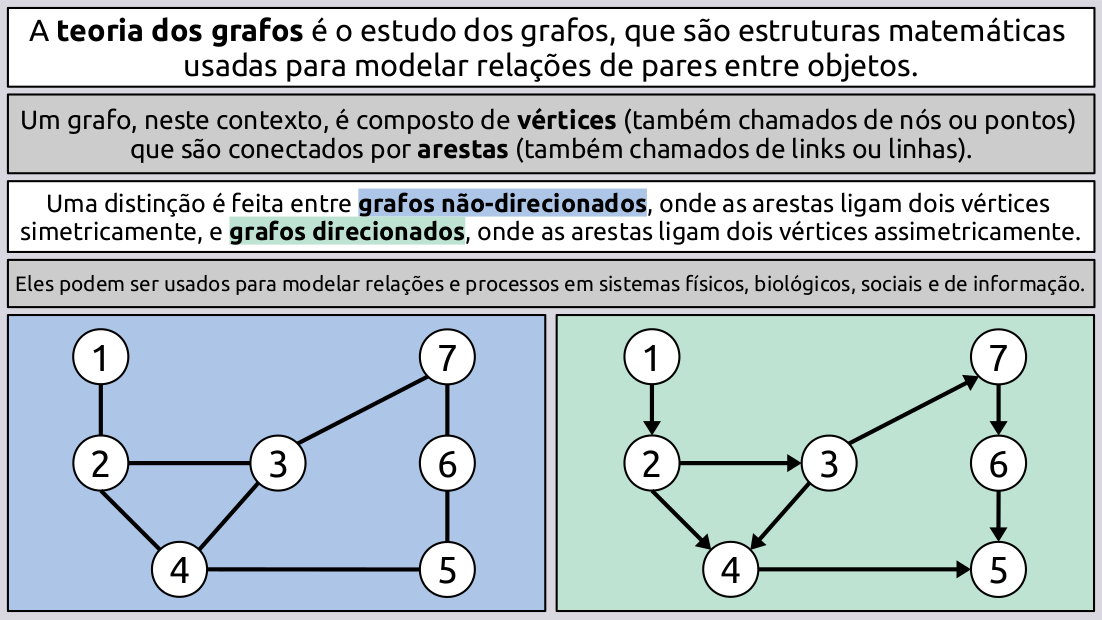 A teoria dos grafos é o estudo dos grafos, que são estruturas matemáticas
usadas para modelar relações de pares entre objetos.
Um grafo, neste contexto, é composto de vértices (também chamados de nós ou pontos)
que são conectados por arestas (também chamados de links ou linhas).
Uma distinção é feita entre grafos não-direcionados, onde as arestas ligam dois vértices
simetricamente, e grafos direcionados, onde as arestas ligam dois vértices assimetricamente.
Eles podem ser usados para modelar relações e processos em sistemas físicos, biológicos, sociais e de informação.
1 7
2 3 6
4 5
1 7
2 3 6
4 5